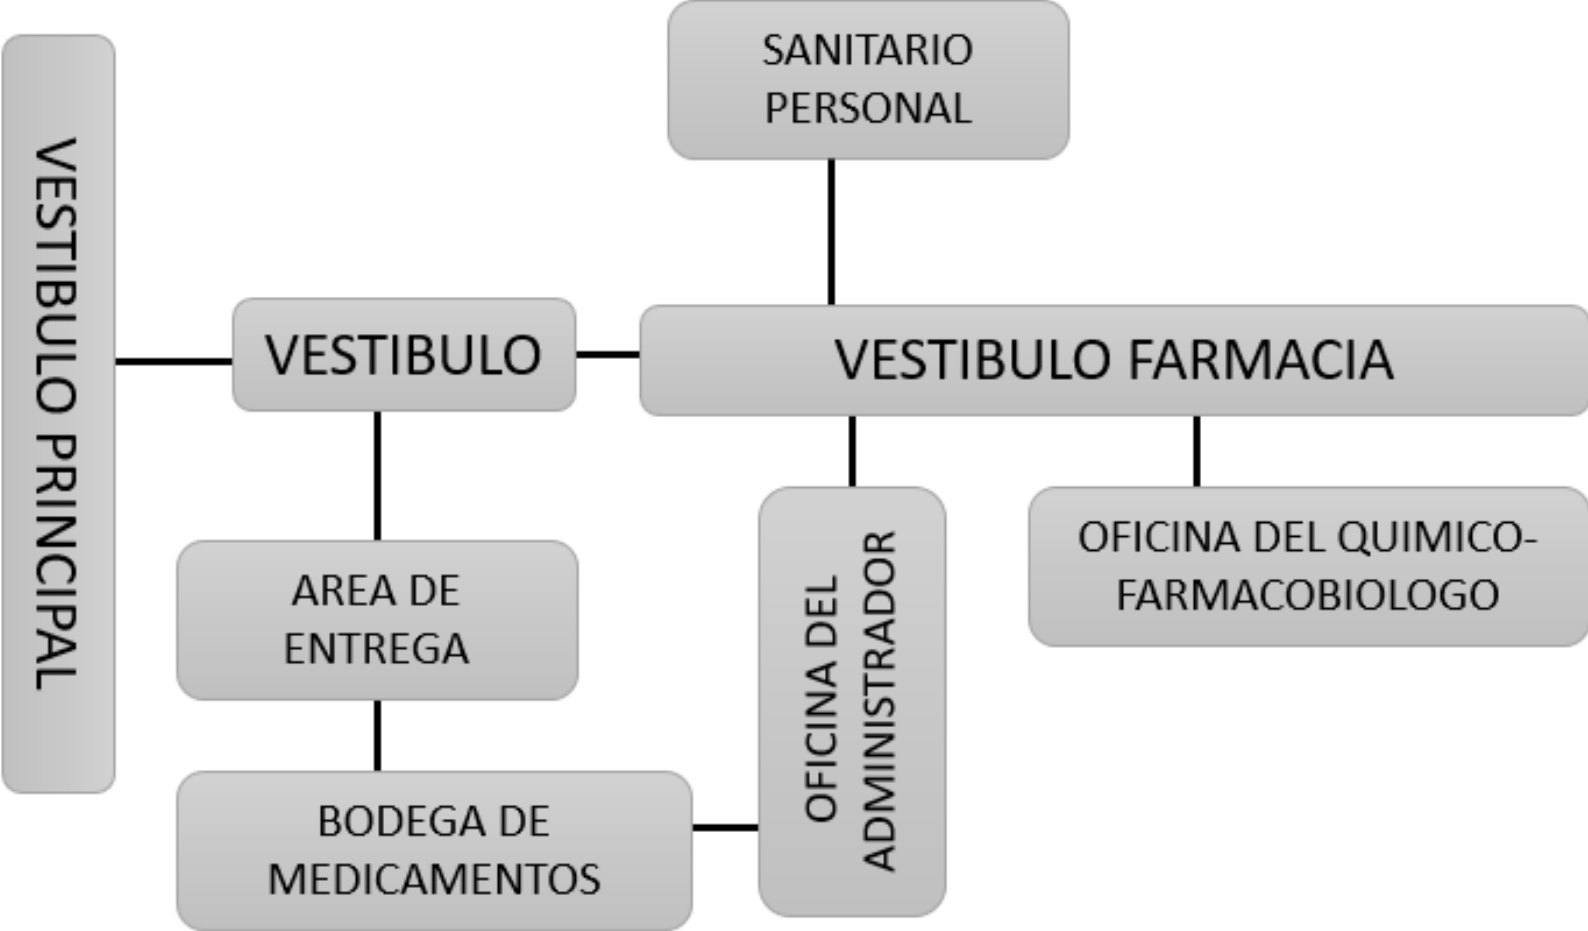 VESTIBULO PRINCIPAL
SANITARIO
PERSONAL
VESTIBULO
VESTIBULO FARMACIA
AREA DE
ENTREGA
BODEGA DE
MEDICAMENTOS
OFICINA DEL
ADMINISTRADOR
OFICINA DEL QUIMICO-
FARMACOBIOLOGO